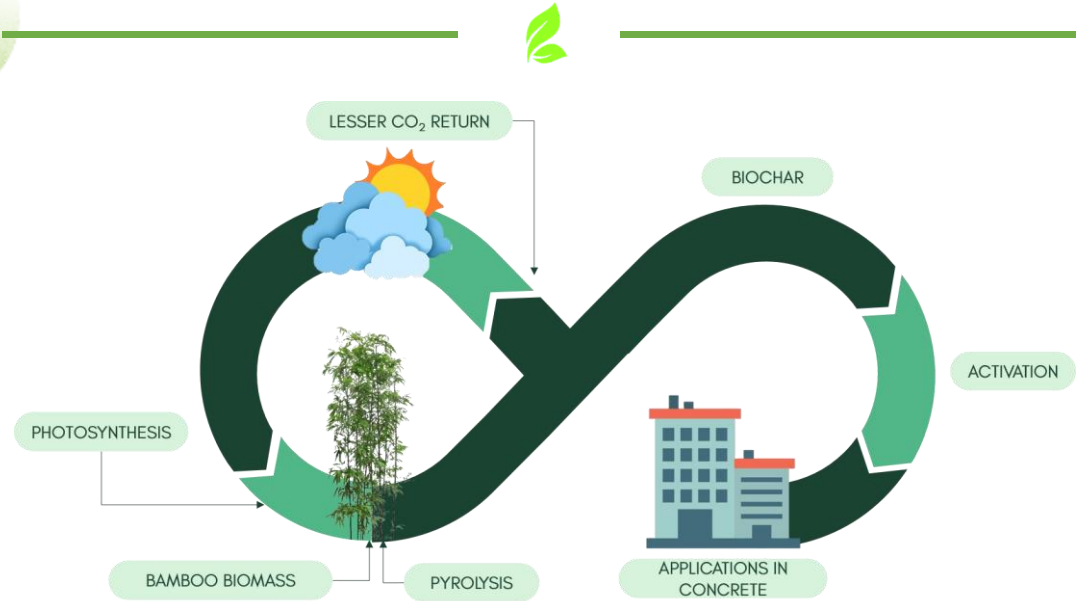 LESSER CO₂ RETURN
BIOCHAR
ACTIVATION
PHOTOSYNTHESIS
BAMBOO BIOMASS
PYROLYSIS
APPLICATIONS IN
CONCRETE